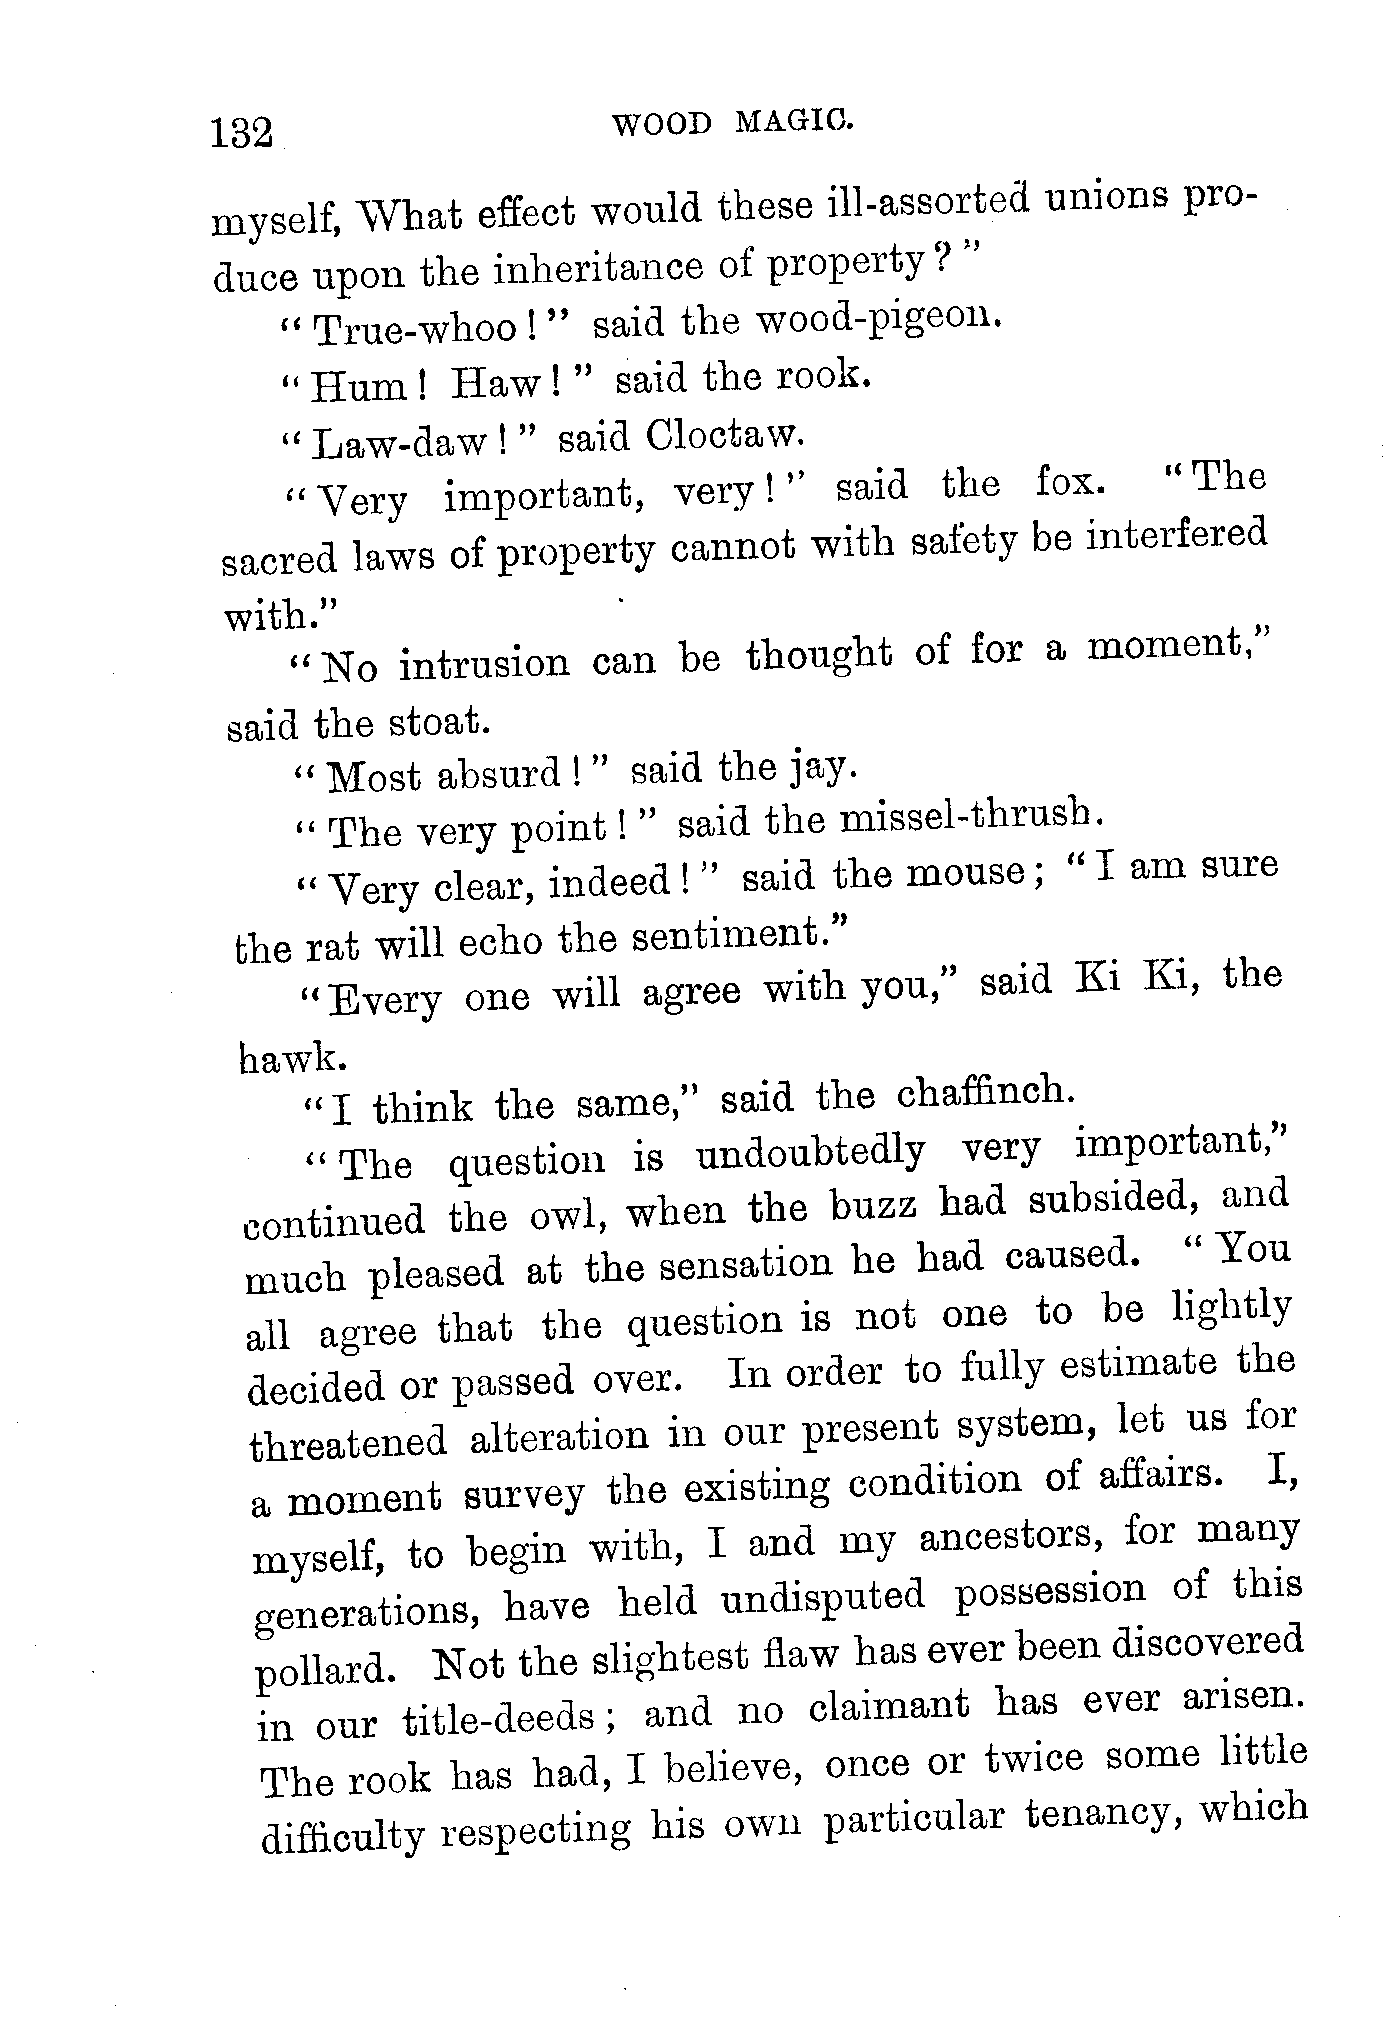 132 WOOD MAGIC.
myself, What effect would these ill-assorted unions pro-
duce upon the inheritance of property?"
"True-whoo!" said the wood-pigeon.
"Hum! Haw!" said the rook.
"Law-daw!" said Cloctaw.
"Very important, very!" said the fox. "The
sacred laws of property cannot with safety be interfered
with."
"No intrusion can be thought of for a moment,"
said the stoat.
"Most absurd!" said the jay.
"The very point!" said the missel-thrush.
"Very clear, indeed!" said the mouse; "I am sure
the rat will echo the sentiment."
"Every one will agree with you," said Ki Ki, the
hawk.
"I think the same," said the chaffinch.
"The question is undoubtedly very important,"
continued the owl, when the buzz had subsided, and
much pleased at the sensation he had caused. "You
all agree that the question is not one to be lightly
decided or passed over. In order to fully estimate the
threatened alteration in our present system, let us for
a moment survey the existing condition of affairs. I,
myself, to begin with, I and my ancestors, for many
generations, have held undisputed possession of this
pollard. Not the slightest flaw has ever been discovered
in our title-deeds; and no claimant has ever arisen.
The rook has had, I believe, once or twice some little
difficulty respecting his own particular tenancy, which